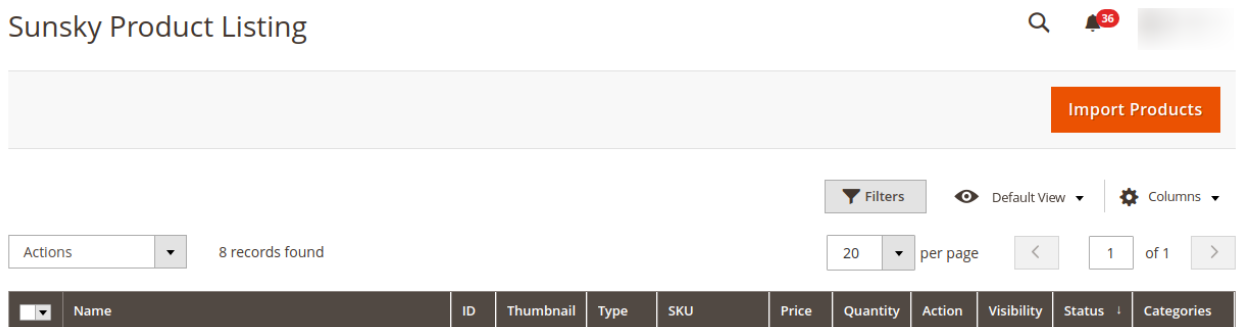 Sunsky Product Listing
36
Import Products
Filters Default View Columns
Actions 8 records found 20 per page 1 of 1
Name ID Thumbnail Type SKU Price Quantity Action Visibility Status ↓ Categories